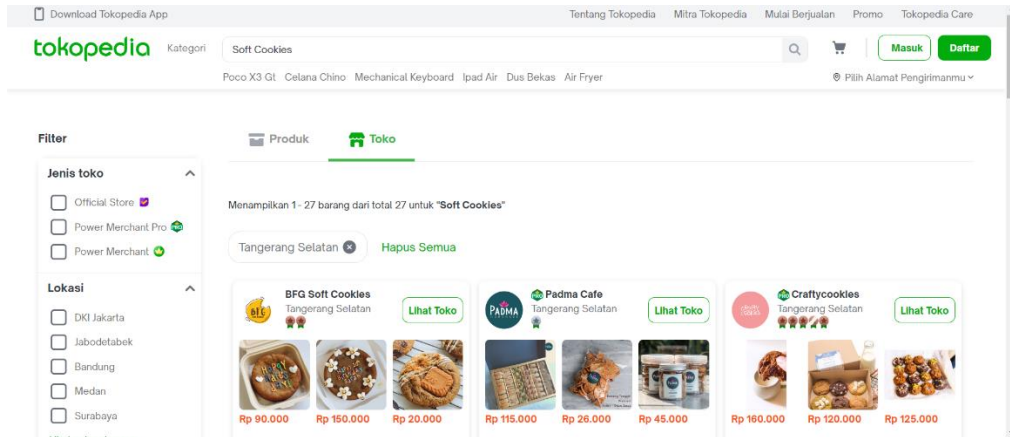 Download Tokopedia App
Tentang Tokopedia Mitra Tokopedia Mulai Berjualan Promo Tokopedia Care
tokopedia Kategori Soft Cookies Masuk Daftar
Poco X3 Gt Celana Chino Mechanical Keyboard Ipad Air Dus Bekas Air Fryer
Pilih Alamat Pengirimanmu
Filter
Produk Toko
Jenis toko
Official Store
Power Merchant Pro PRO
Power Merchant
Lokasi
DKI Jakarta
Jabodetabek
Bandung
Medan
Surabaya
Menampilkan 1 - 27 barang dari total 27 untuk "Soft Cookies"
Tangerang Selatan Hapus Semua
BFG Soft Cookies
Tangerang Selatan
Lihat Toko
Rp 90.000 Rp 150.000 Rp 20.000
PADMA
PRO Padma Cafe
Tangerang Selatan
Lihat Toko
Rp 115.000 Rp 26.000 Rp 45.000
PRO Craftycookies
Tangerang Selatan
Lihat Toko
Rp 160.000 Rp 120.000 Rp 125.000